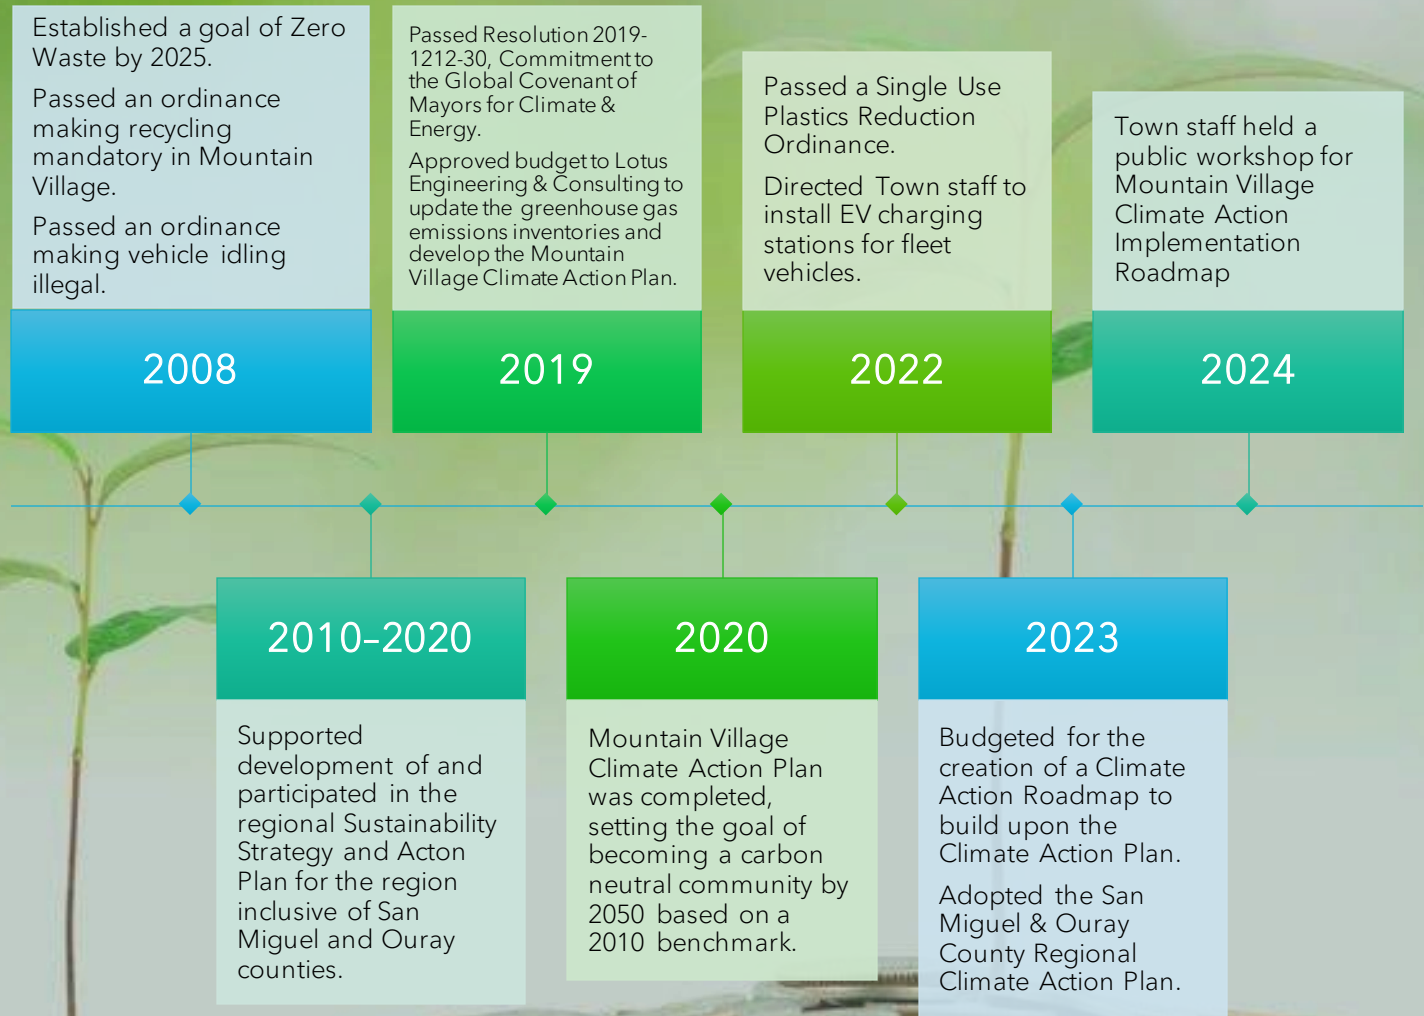 Established a goal of Zero
Waste by 2025.
Passed an ordinance
making recycling
mandatory in Mountain
Village.
Passed an ordinance
making vehicle idling
illegal.
2008
Supported
development of and
participated in the
regional Sustainability
Strategy and Acton
Plan for the region
inclusive of San
Miguel and Ouray
counties.
2010–2020
Passed Resolution 2019-
1212-30, Commitment to
the Global Covenant of
Mayors for Climate &
Energy.
Approved budget to Lotus
Engineering & Consulting to
update the greenhouse gas
emissions inventories and
develop the Mountain
Village Climate Action Plan.
2019
2020
Mountain Village
Climate Action Plan
was completed,
setting the goal of
becoming a carbon
neutral community by
2050 based on a
2010 benchmark.
Passed a Single Use
Plastics Reduction
Ordinance.
Directed Town staff to
install EV charging
stations for fleet
vehicles.
2022
2023
Budgeted for the
creation of a Climate
Action Roadmap to
build upon the
Climate Action Plan.
Adopted the San
Miguel & Ouray
County Regional
Climate Action Plan.
Town staff held a
public workshop for
Mountain Village
Climate Action
Implementation
Roadmap
2024